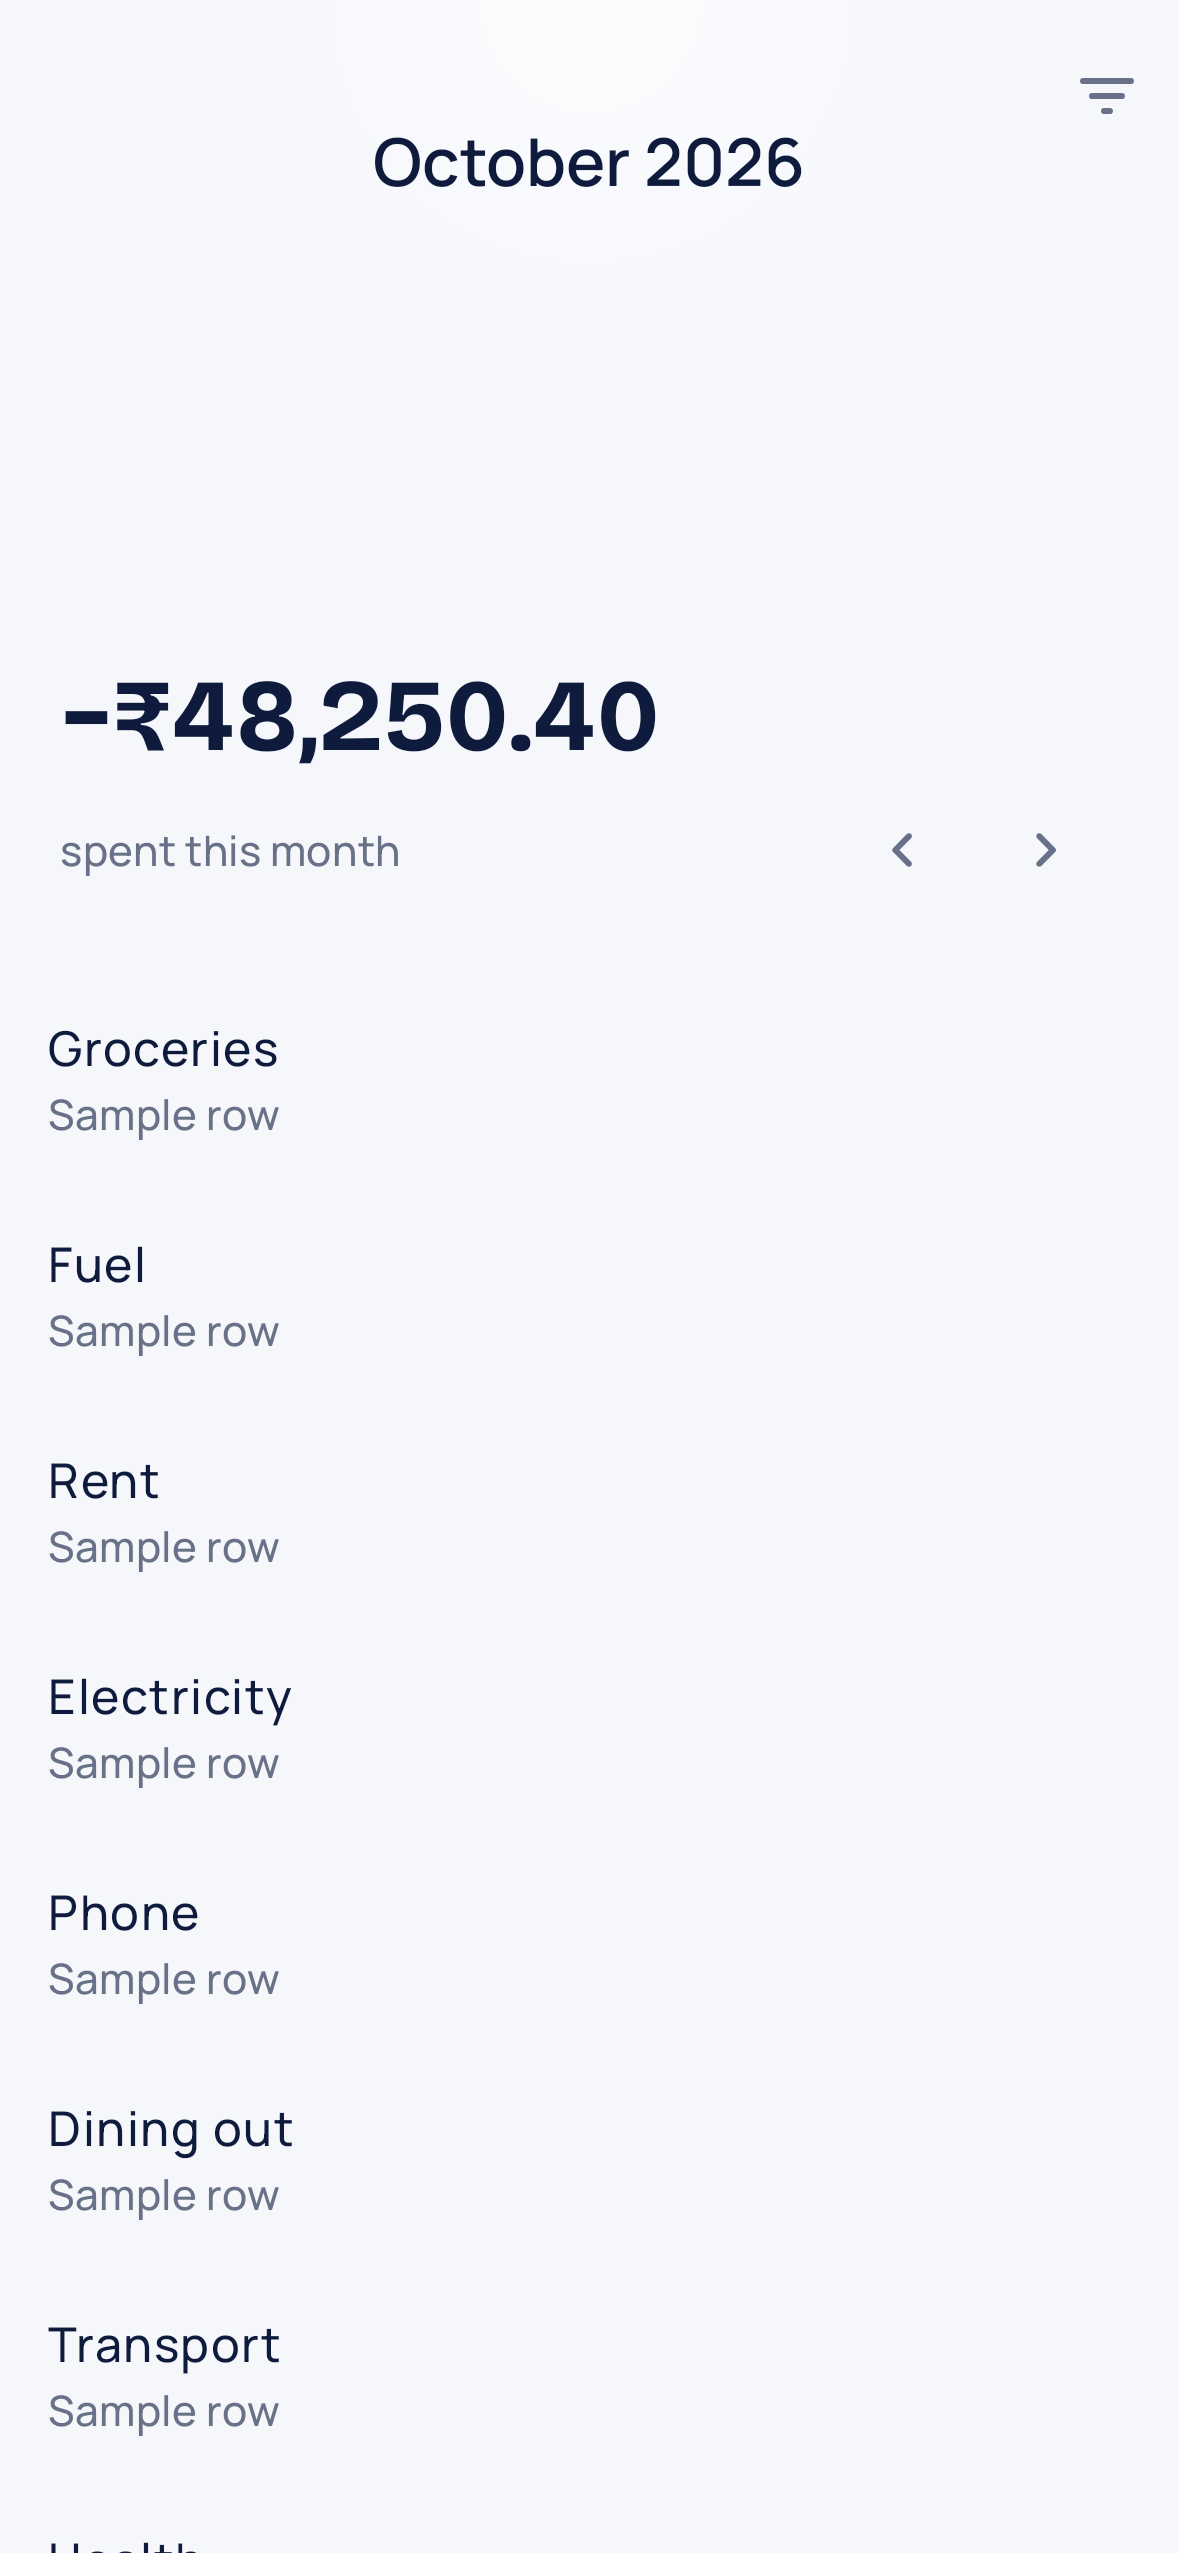 October 2026
−₹48,250.40
spent this month
Groceries
Sample row
Fuel
Sample row
Rent
Sample row
Electricity
Sample row
Phone
Sample row
Dining out
Sample row
Transport
Sample row
Health